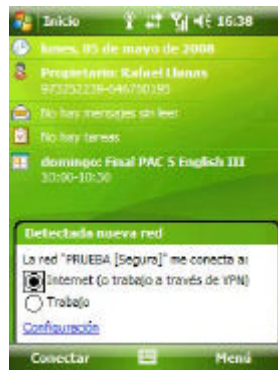 Inicio 16:38
lunes, 05 de mayo de 2008
Propietario: Rafael Llanas
No hay mensajes sin leer
No hay tareas
domingo: Final PAC 5 English III
10:00-10:30
Detectada nueva red
La red "PRUEBA [Segura]" me conecta a:
Internet (o trabajo a través de VPN)
Trabajo
Configuración
Conectar Menú